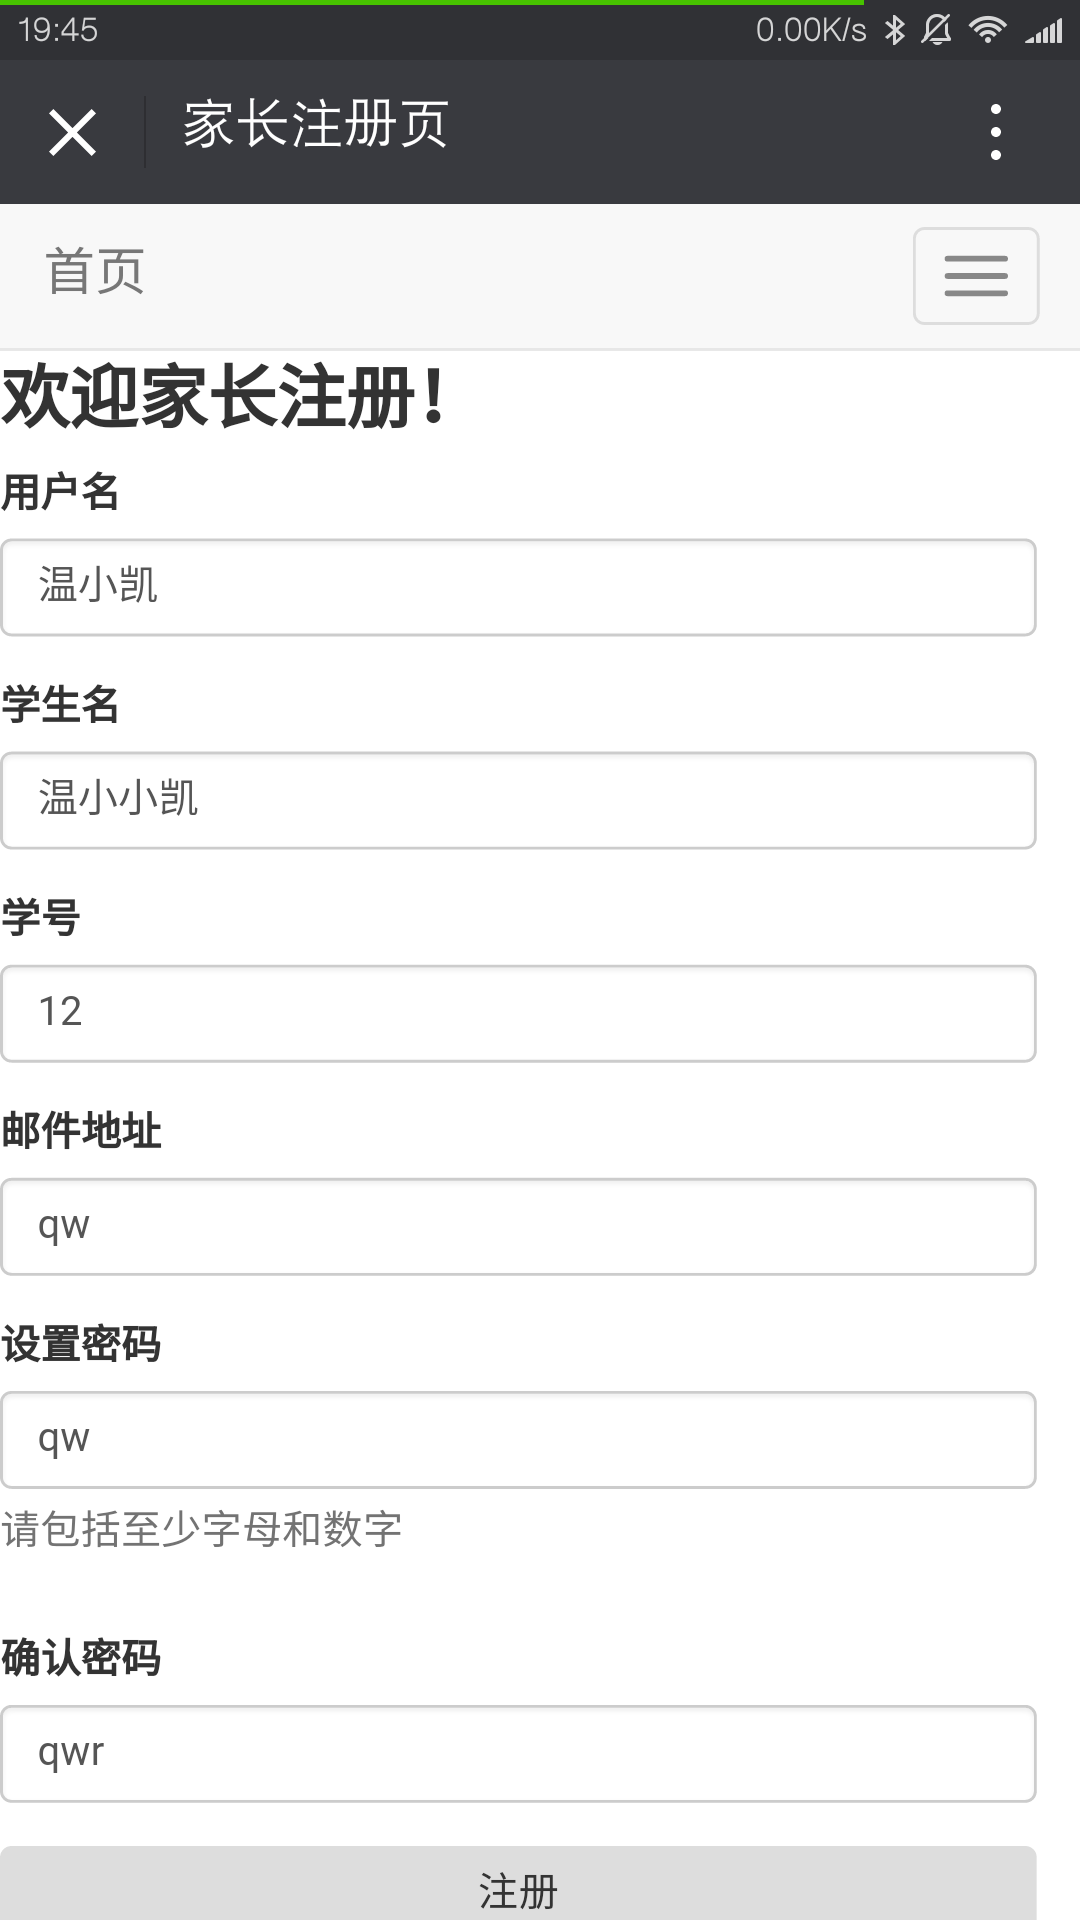 19:45 0.00K/s
家长注册页
首页
欢迎家长注册!
用户名
温小凯
学生名
温小小凯
学号
12
邮件地址
qw
设置密码
qw
请包括至少字母和数字
确认密码
qwr
注册